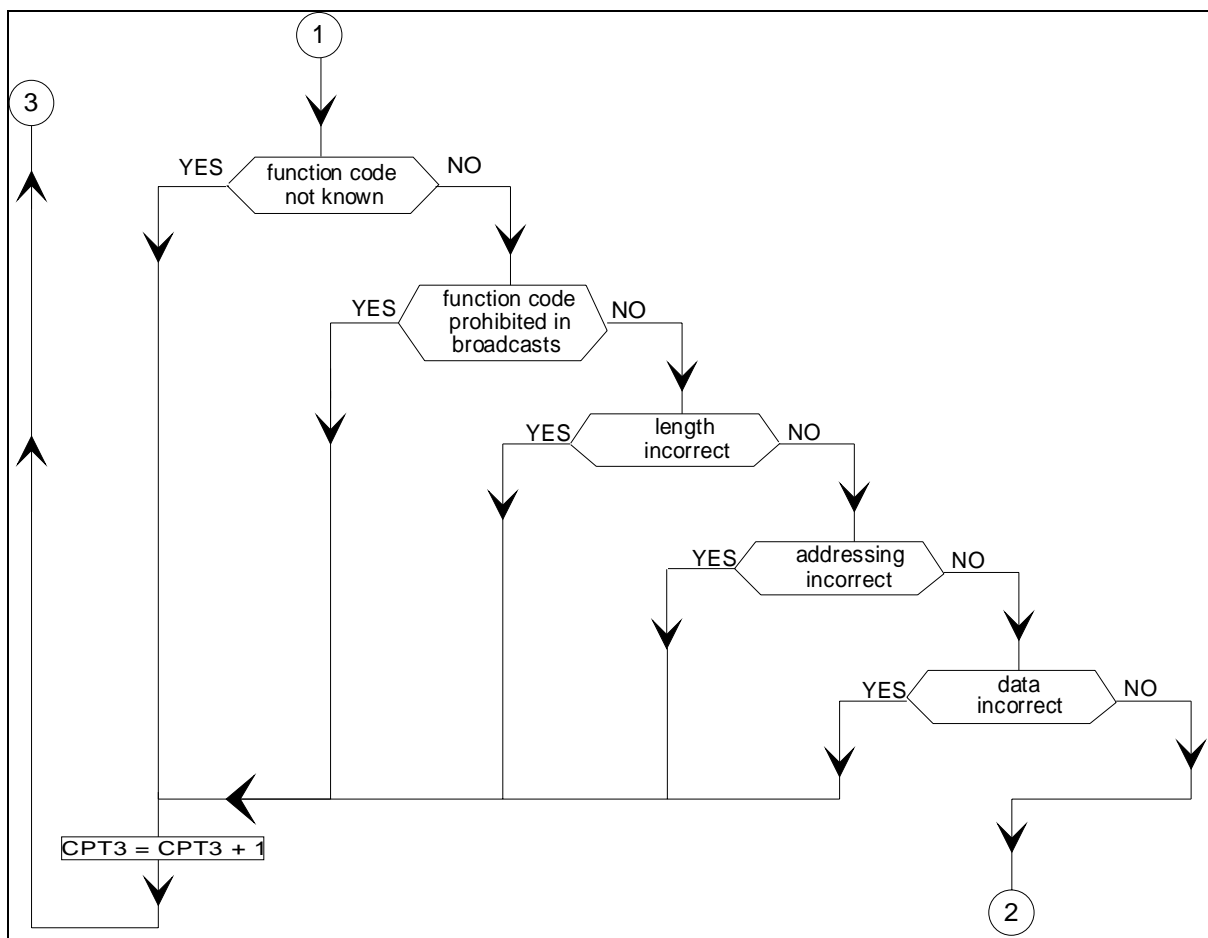 1
3
YES
function code
not known
NO
YES
function code
prohibited in
broadcasts
NO
YES
length
incorrect
NO
YES
addressing
incorrect
NO
YES
data
incorrect
NO
CPT3 = CPT3 + 1
2